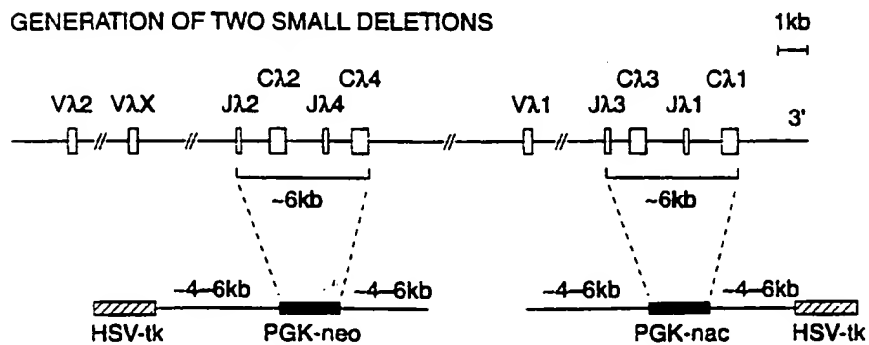 GENERATION OF TWO SMALL DELETIONS
1kb
Cλ2 Cλ4 Cλ3 Cλ1
Vλ2 VλX Jλ2 Jλ4 Vλ1 Jλ3 Jλ1
3'
~6kb ~6kb
~4–6kb ~4–6kb ~4–6kb ~4–6kb
HSV-tk PGK-neo PGK-nac HSV-tk